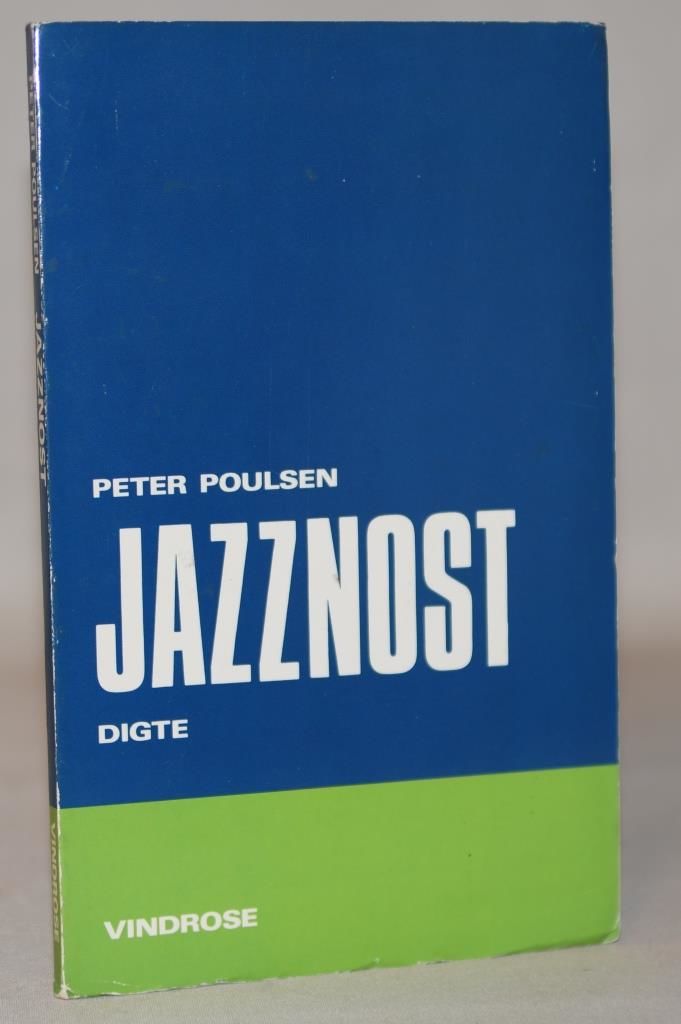 PETER POULSEN
JAZZNOST
DIGTE
VINDROSE
PETER POULSEN JAZZNOST VINDROSE